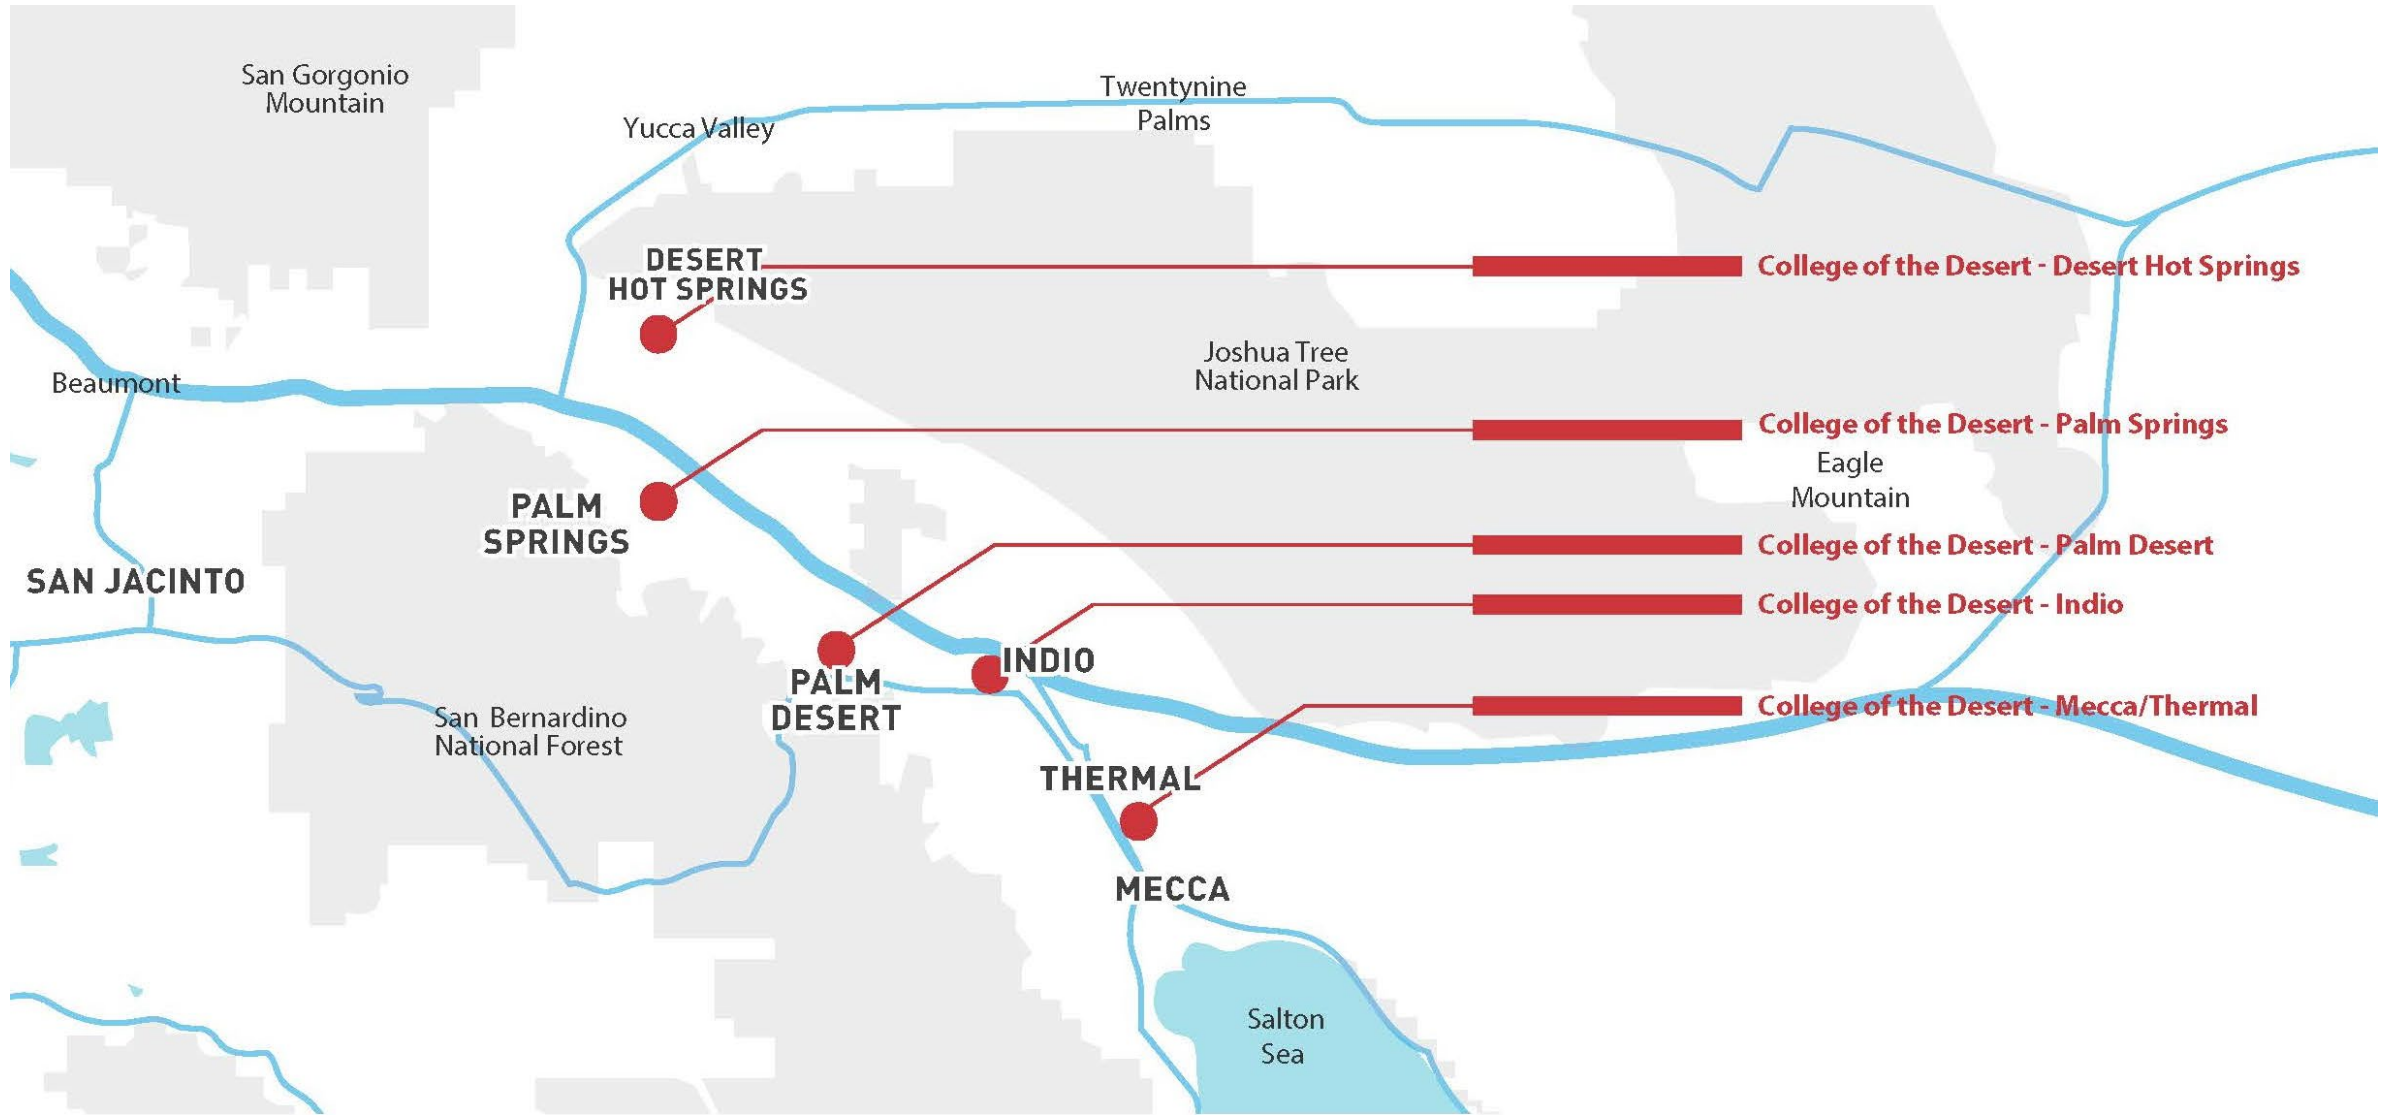 San Gorgonio
Mountain
Twentynine
Palms
Yucca Valley
DESERT
HOT SPRINGS
College of the Desert - Desert Hot Springs
Joshua Tree
National Park
Beaumont
College of the Desert - Palm Springs
Eagle
Mountain
PALM
SPRINGS
College of the Desert - Palm Desert
SAN JACINTO
College of the Desert - Indio
INDIO
PALM
DESERT
College of the Desert - Mecca/Thermal
San Bernardino
National Forest
THERMAL
MECCA
Salton
Sea